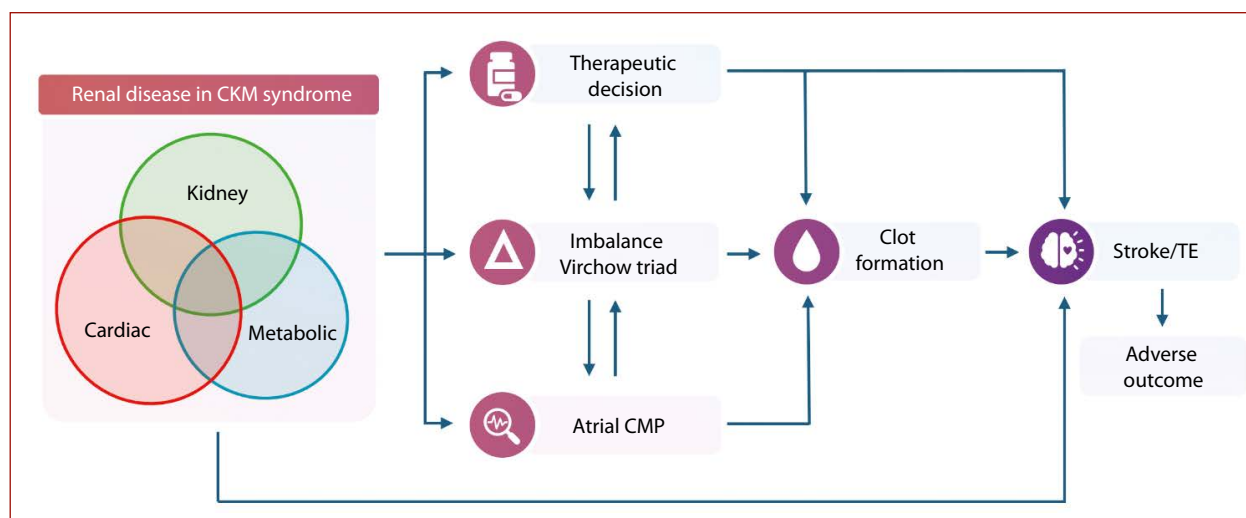 Renal disease in CKM syndrome
Kidney
Cardiac
Metabolic
Therapeutic
decision
Imbalance
Virchow triad
Atrial CMP
Clot
formation
Stroke/TE
Adverse
outcome